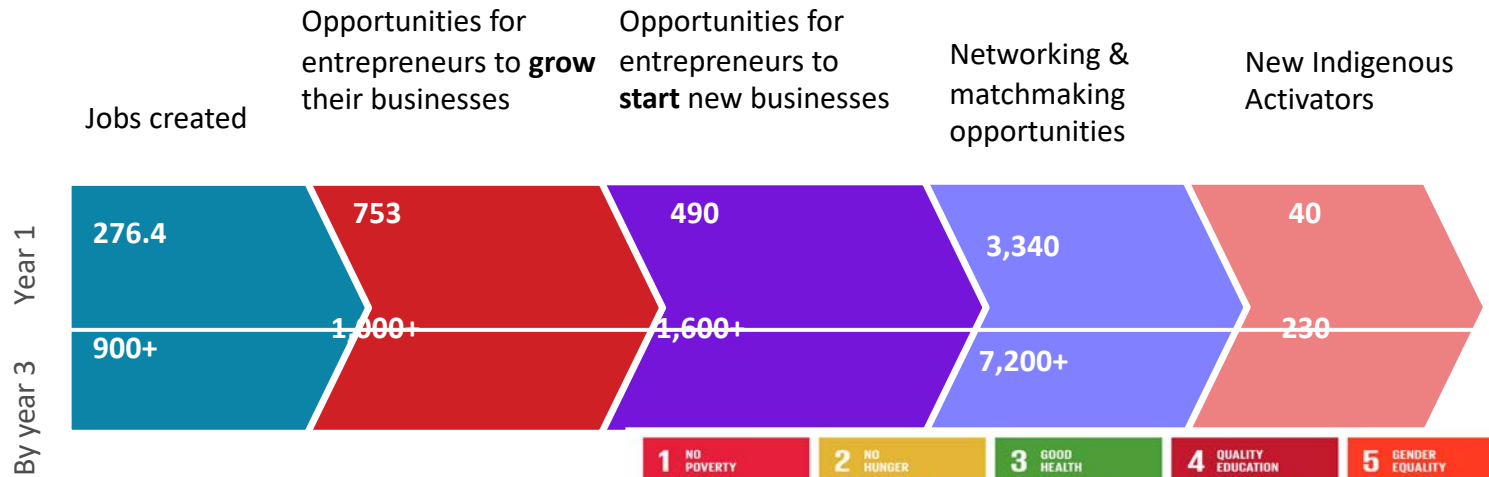 Jobs created
Opportunities for
entrepreneurs to grow
their businesses
Opportunities for
entrepreneurs to
start new businesses
Networking &
matchmaking
opportunities
New Indigenous
Activators
Year 1
276.4
753
490
3,340
40
By year 3
900+
1,000+
1,600+
7,200+
230
1 NO
POVERTY
2 NO
HUNGER
3 GOOD
HEALTH
4 QUALITY
EDUCATION
5 GENDER
EQUALITY